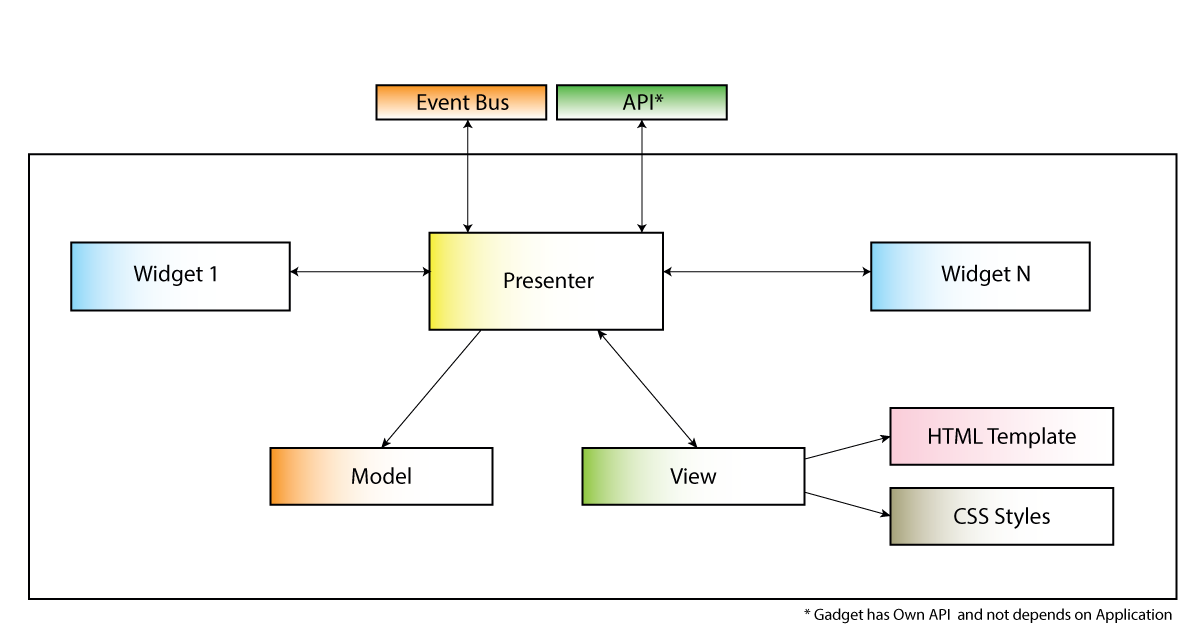 Event Bus
API*
Widget 1
Presenter
Widget N
Model
View
HTML Template
CSS Styles
* Gadget has Own API and not depends on Application